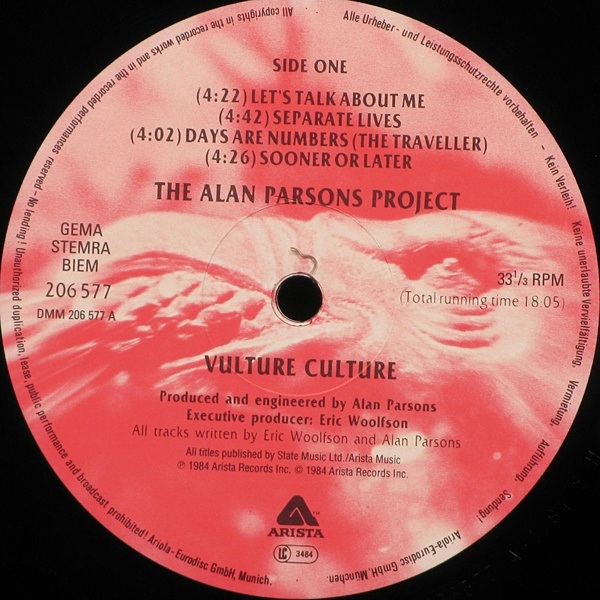 SIDE ONE
(4:22) LET'S TALK ABOUT ME
(4:42) SEPARATE LIVES
(4:02) DAYS ARE NUMBERS (THE TRAVELLER)
(4:26) SOONER OR LATER
THE ALAN PARSONS PROJECT
GEMA
STEMRA
BIEM
206 577
DMM 206 577 A
33 1/3 RPM
(Total running time 18:05)
VULTURE CULTURE
Produced and engineered by Alan Parsons
Executive producer: Eric Woolfson
All tracks written by Eric Woolfson and Alan Parsons
All titles published by State Music Ltd./Arista Music
℗ 1984 Arista Records Inc. © 1984 Arista Records Inc.
ARISTA
TM
LC 3484
Alle Urheber- und Leistungsschutzrechte vorbehalten. – Kein Verleih! Keine unerlaubte Vervielfältigung, Vermietung, Aufführung, Sendung!
Ariola-Eurodisc GmbH, München.
All copyrights in the recorded works and in the recorded performances reserved – No lending! Unauthorized duplication, lease, public performance and broadcast prohibited! Ariola-Eurodisc GmbH, Munich.